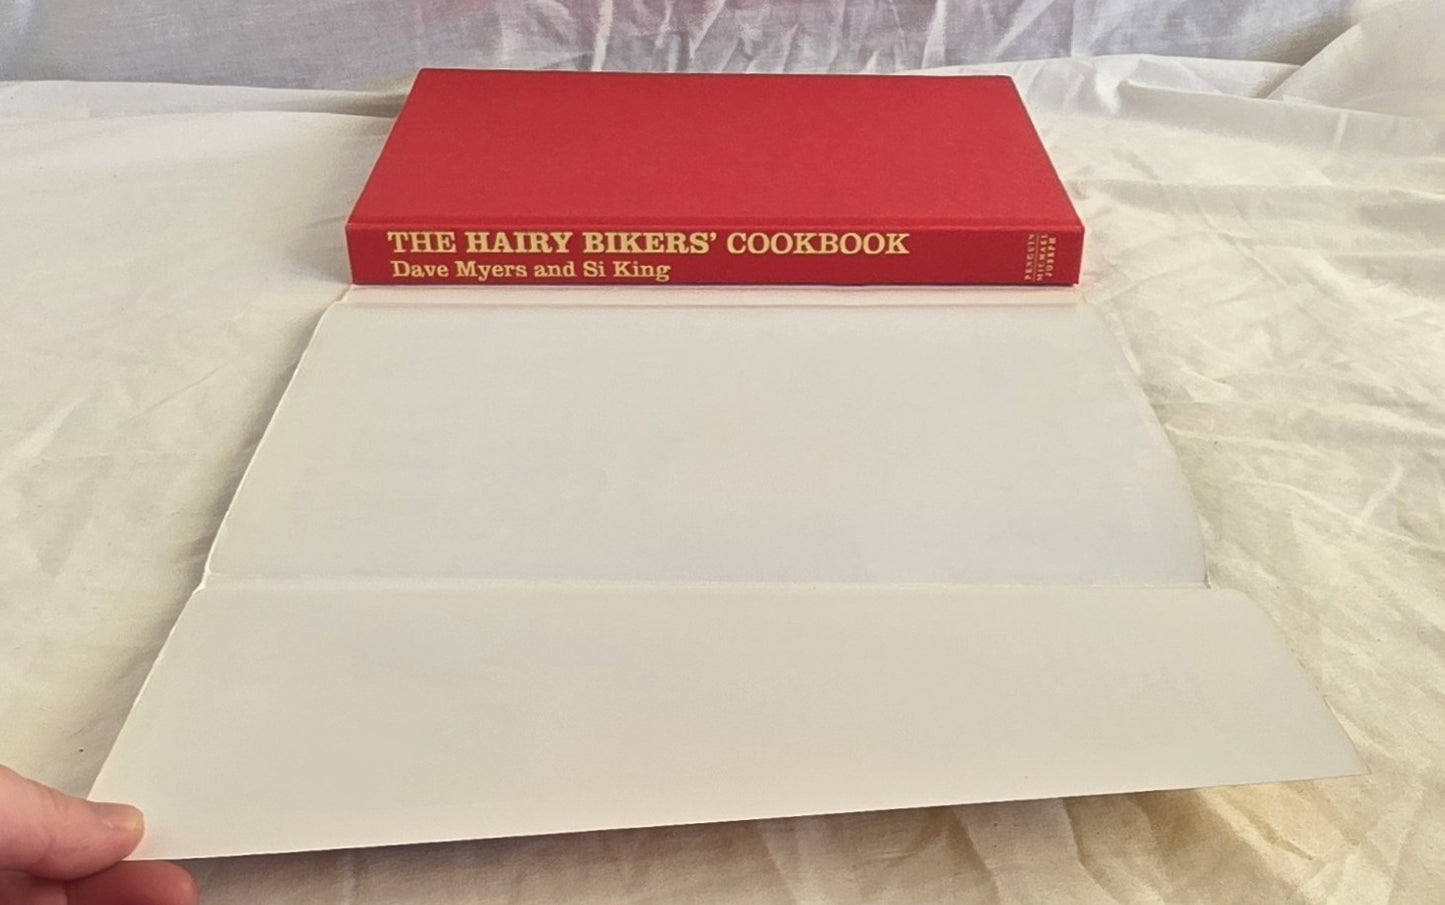 THE HAIRY BIKERS' COOKBOOK
Dave Myers and Si King
PENGUIN
MICHAEL
JOSEPH